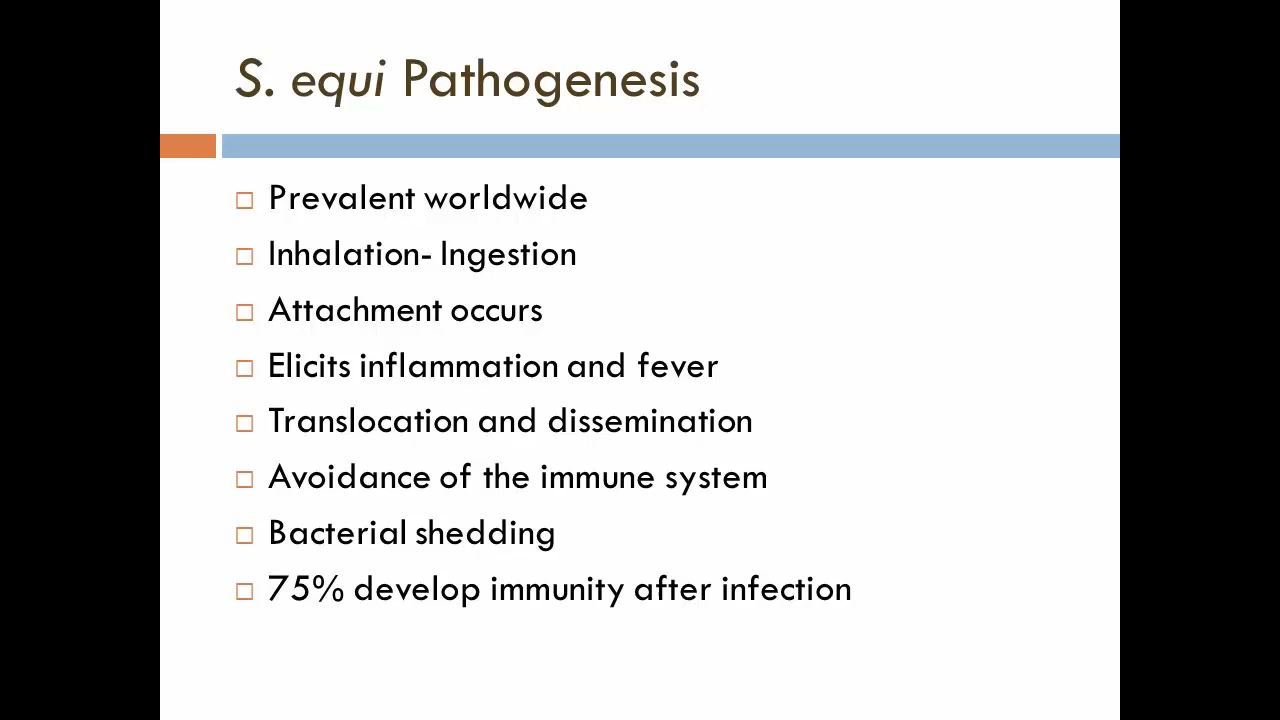 S. equi Pathogenesis
Prevalent worldwide
Inhalation- Ingestion
Attachment occurs
Elicits inflammation and fever
Translocation and dissemination
Avoidance of the immune system
Bacterial shedding
75% develop immunity after infection